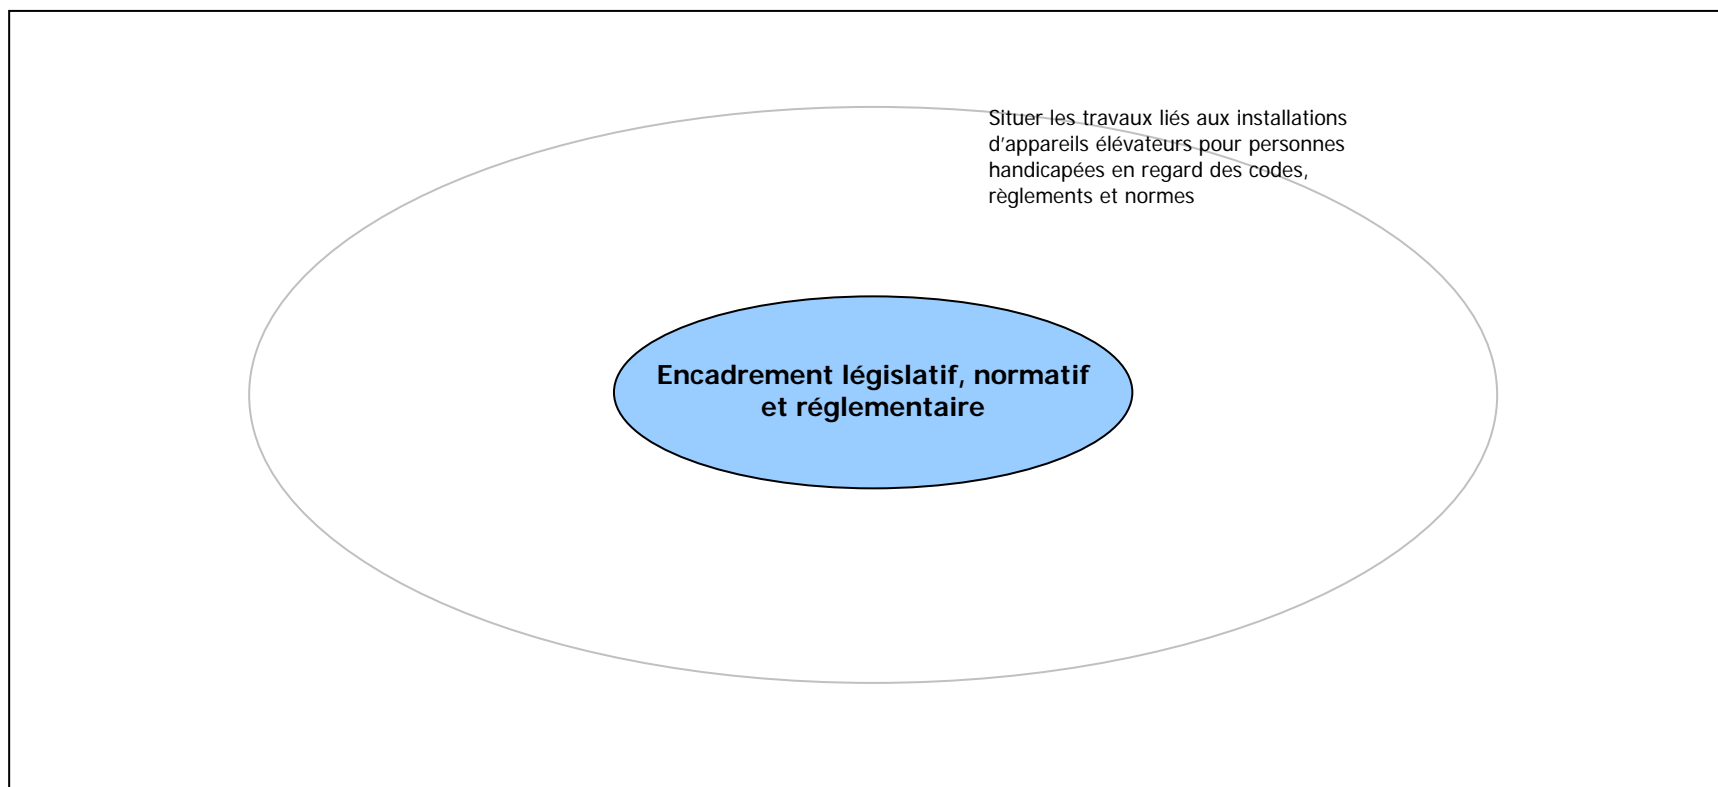 Situer les travaux liés aux installations
d'appareils élévateurs pour personnes
handicapées en regard des codes,
règlements et normes
Encadrement législatif, normatif
et réglementaire